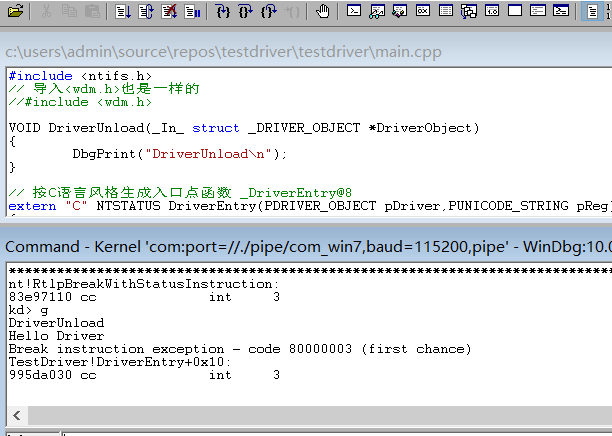 c:\users\admin\source\repos\testdriver\testdriver\main.cpp
#include <ntifs.h>
// 导入<wdm.h>也是一样的
//#include <wdm.h>
VOID DriverUnload(_In_ struct _DRIVER_OBJECT *DriverObject)
{
DbgPrint("DriverUnload\n");
}
// 按C语言风格生成入口点函数 _DriverEntry@8
extern "C" NTSTATUS DriverEntry(PDRIVER_OBJECT pDriver,PUNICODE_STRING pReg)
Command - Kernel 'com:port=//./pipe/com_win7,baud=115200,pipe' - WinDbg:10.0
nt!RtlpBreakWithStatusInstruction:
83e97110 cc int 3
kd> g
DriverUnload
Hello Driver
Break instruction exception - code 80000003 (first chance)
TestDriver!DriverEntry+0x10:
995da030 cc int 3